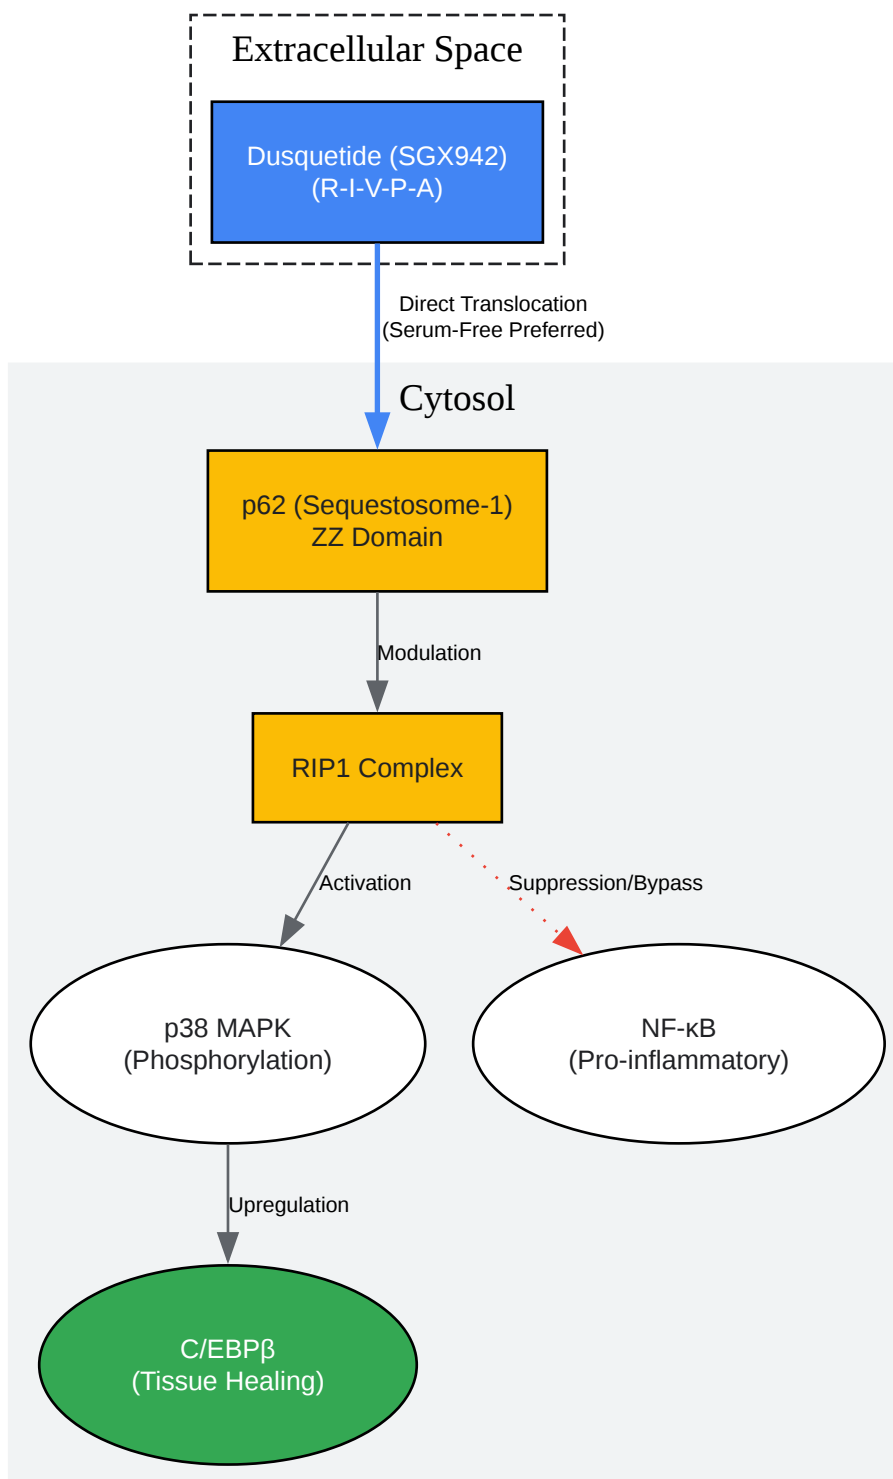 Extracellular Space
Dusquetide (SGX942)
(R-I-V-P-A)
Direct Translocation
(Serum-Free Preferred)
Cytosol
p62 (Sequestosome-1)
ZZ Domain
Modulation
RIP1 Complex
Activation
Suppression/Bypass
p38 MAPK
(Phosphorylation)
NF-κB
(Pro-inflammatory)
Upregulation
C/EBPβ
(Tissue Healing)